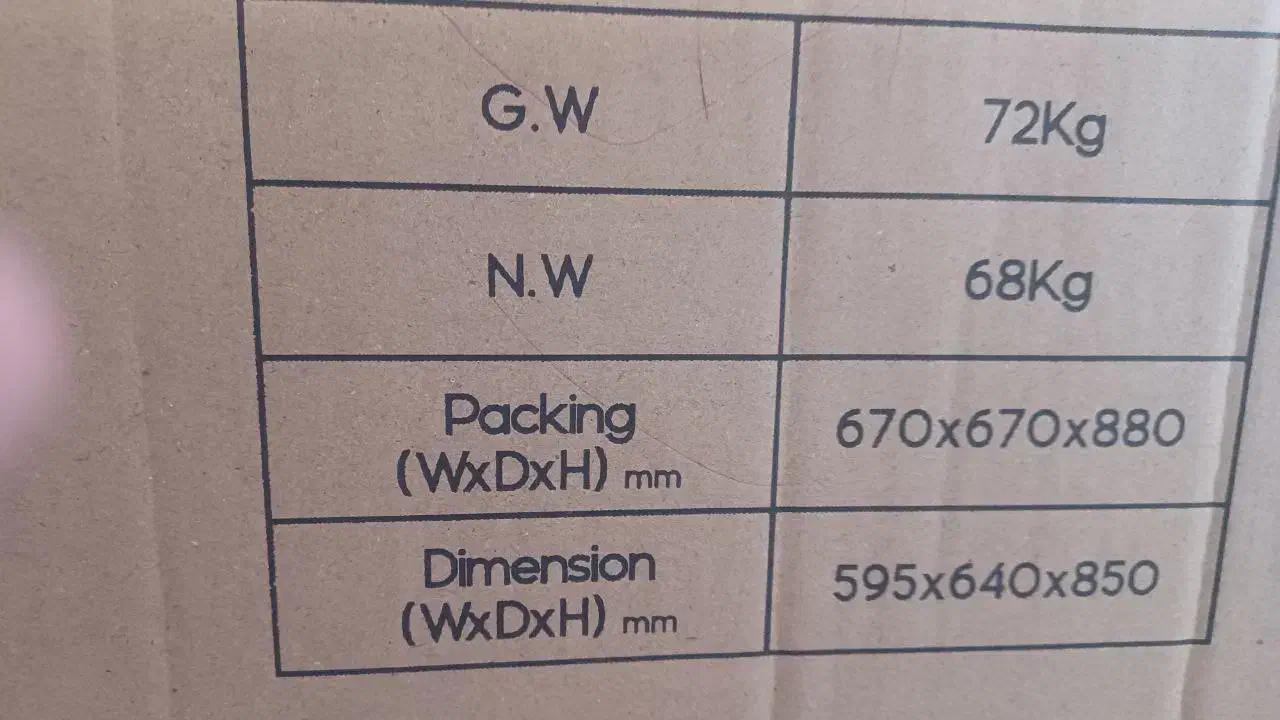 G.W 72Kg
N.W 68Kg
Packing
(WxDxH) mm 670x670x880
Dimension
(WxDxH) mm 595x640x850